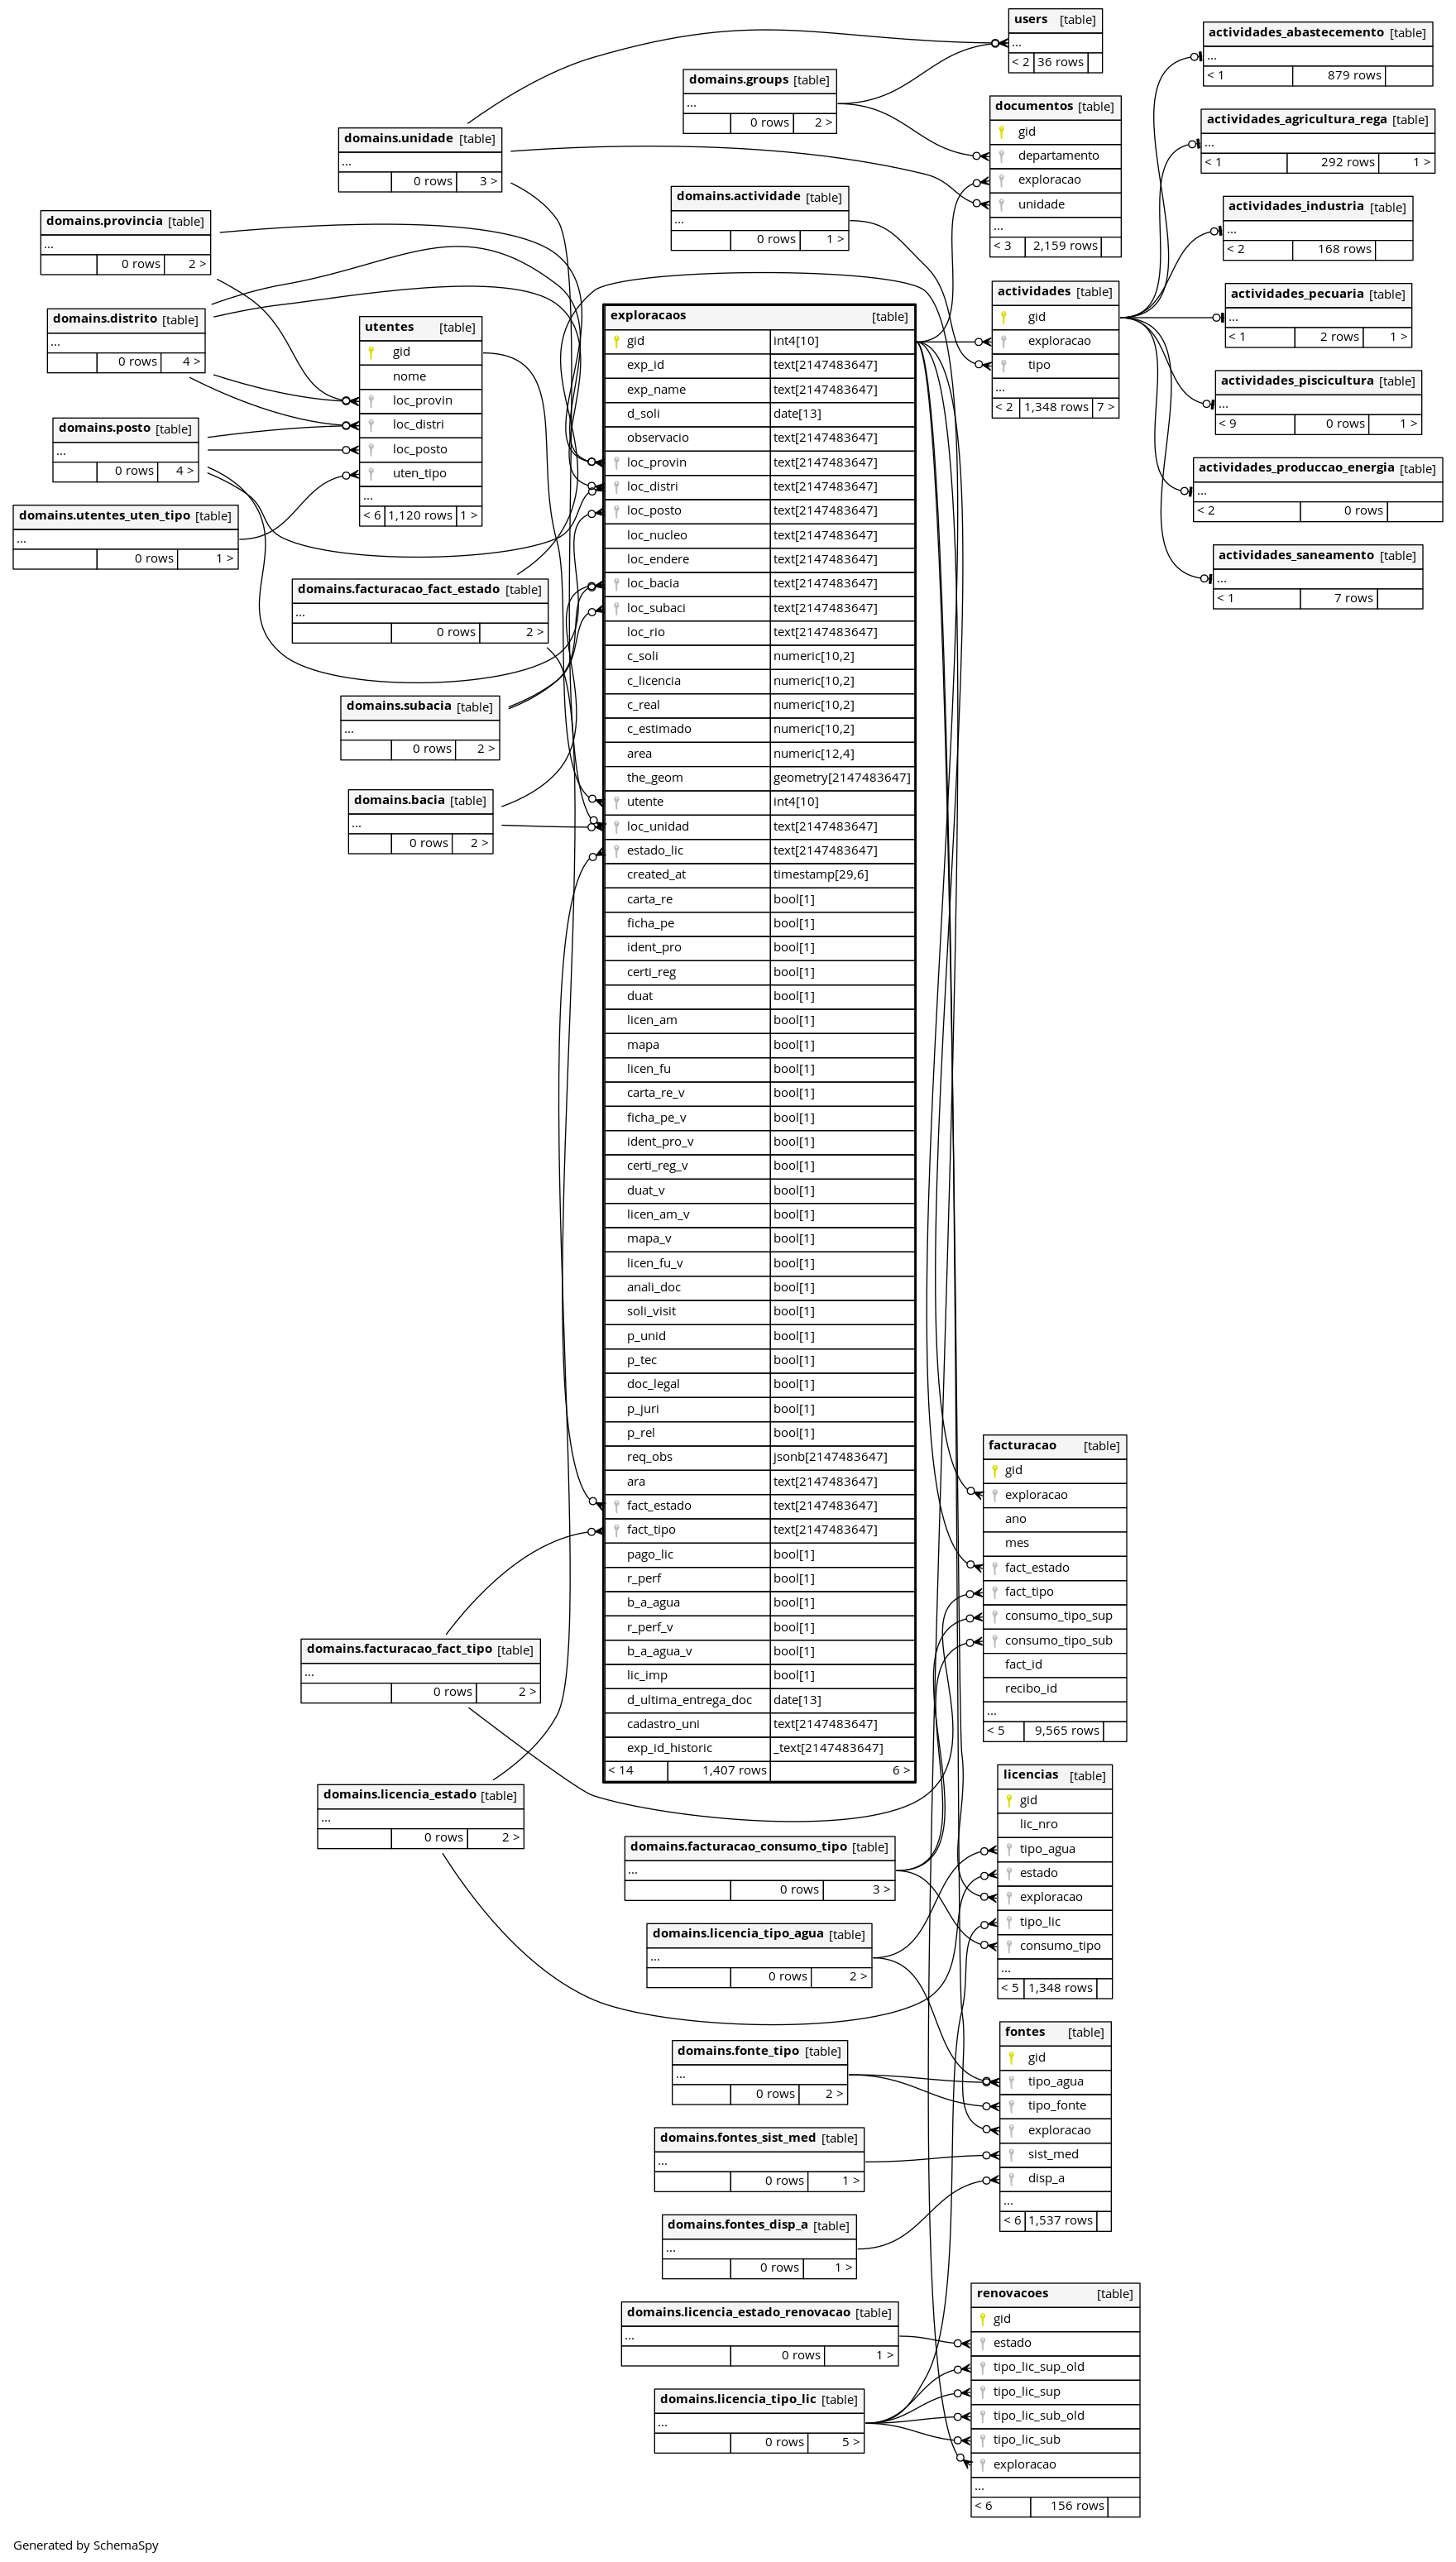 users [table]
...
< 2 36 rows
domains.groups [table]
...
0 rows 2 >
domains.unidade [table]
...
0 rows 3 >
domains.actividade [table]
...
0 rows 1 >
domains.provincia [table]
...
0 rows 2 >
domains.distrito [table]
...
0 rows 4 >
domains.posto [table]
...
0 rows 4 >
domains.utentes_uten_tipo [table]
...
0 rows 1 >
utentes [table]
gid
nome
loc_provin
loc_distri
loc_posto
uten_tipo
...
< 6 1,120 rows 1 >
domains.facturacao_fact_estado [table]
...
0 rows 2 >
domains.subacia [table]
...
0 rows 2 >
domains.bacia [table]
...
0 rows 2 >
domains.facturacao_fact_tipo [table]
...
0 rows 2 >
domains.licencia_estado [table]
...
0 rows 2 >
exploracaos [table]
gid int4[10]
exp_id text[2147483647]
exp_name text[2147483647]
d_soli date[13]
observacio text[2147483647]
loc_provin text[2147483647]
loc_distri text[2147483647]
loc_posto text[2147483647]
loc_nucleo text[2147483647]
loc_endere text[2147483647]
loc_bacia text[2147483647]
loc_subaci text[2147483647]
loc_rio text[2147483647]
c_soli numeric[10,2]
c_licencia numeric[10,2]
c_real numeric[10,2]
c_estimado numeric[10,2]
area numeric[12,4]
the_geom geometry[2147483647]
utente int4[10]
loc_unidad text[2147483647]
estado_lic text[2147483647]
created_at timestamp[29,6]
carta_re bool[1]
ficha_pe bool[1]
ident_pro bool[1]
certi_reg bool[1]
duat bool[1]
licen_am bool[1]
mapa bool[1]
licen_fu bool[1]
carta_re_v bool[1]
ficha_pe_v bool[1]
ident_pro_v bool[1]
certi_reg_v bool[1]
duat_v bool[1]
licen_am_v bool[1]
mapa_v bool[1]
licen_fu_v bool[1]
anali_doc bool[1]
soli_visit bool[1]
p_unid bool[1]
p_tec bool[1]
doc_legal bool[1]
p_juri bool[1]
p_rel bool[1]
req_obs jsonb[2147483647]
ara text[2147483647]
fact_estado text[2147483647]
fact_tipo text[2147483647]
pago_lic bool[1]
r_perf bool[1]
b_a_agua bool[1]
r_perf_v bool[1]
b_a_agua_v bool[1]
lic_imp bool[1]
d_ultima_entrega_doc date[13]
cadastro_uni text[2147483647]
exp_id_historic _text[2147483647]
< 14 1,407 rows 6 >
documentos [table]
gid
departamento
exploracao
unidade
...
< 3 2,159 rows
actividades [table]
gid
exploracao
tipo
...
< 2 1,348 rows 7 >
actividades_abastecemento [table]
...
< 1 879 rows
actividades_agricultura_rega [table]
...
< 1 292 rows 1 >
actividades_industria [table]
...
< 2 168 rows
actividades_pecuaria [table]
...
< 1 2 rows 1 >
actividades_piscicultura [table]
...
< 9 0 rows 1 >
actividades_produccao_energia [table]
...
< 2 0 rows
actividades_saneamento [table]
...
< 1 7 rows
facturacao [table]
gid
exploracao
ano
mes
fact_estado
fact_tipo
consumo_tipo_sup
consumo_tipo_sub
fact_id
recibo_id
...
< 5 9,565 rows
licencias [table]
gid
lic_nro
tipo_agua
estado
exploracao
tipo_lic
consumo_tipo
...
< 5 1,348 rows
domains.facturacao_consumo_tipo [table]
...
0 rows 3 >
domains.licencia_tipo_agua [table]
...
0 rows 2 >
fontes [table]
gid
tipo_agua
tipo_fonte
exploracao
sist_med
disp_a
...
< 6 1,537 rows
domains.fonte_tipo [table]
...
0 rows 2 >
domains.fontes_sist_med [table]
...
0 rows 1 >
domains.fontes_disp_a [table]
...
0 rows 1 >
domains.licencia_estado_renovacao [table]
...
0 rows 1 >
domains.licencia_tipo_lic [table]
...
0 rows 5 >
renovacoes [table]
gid
estado
tipo_lic_sup_old
tipo_lic_sup
tipo_lic_sub_old
tipo_lic_sub
exploracao
...
< 6 156 rows
Generated by SchemaSpy